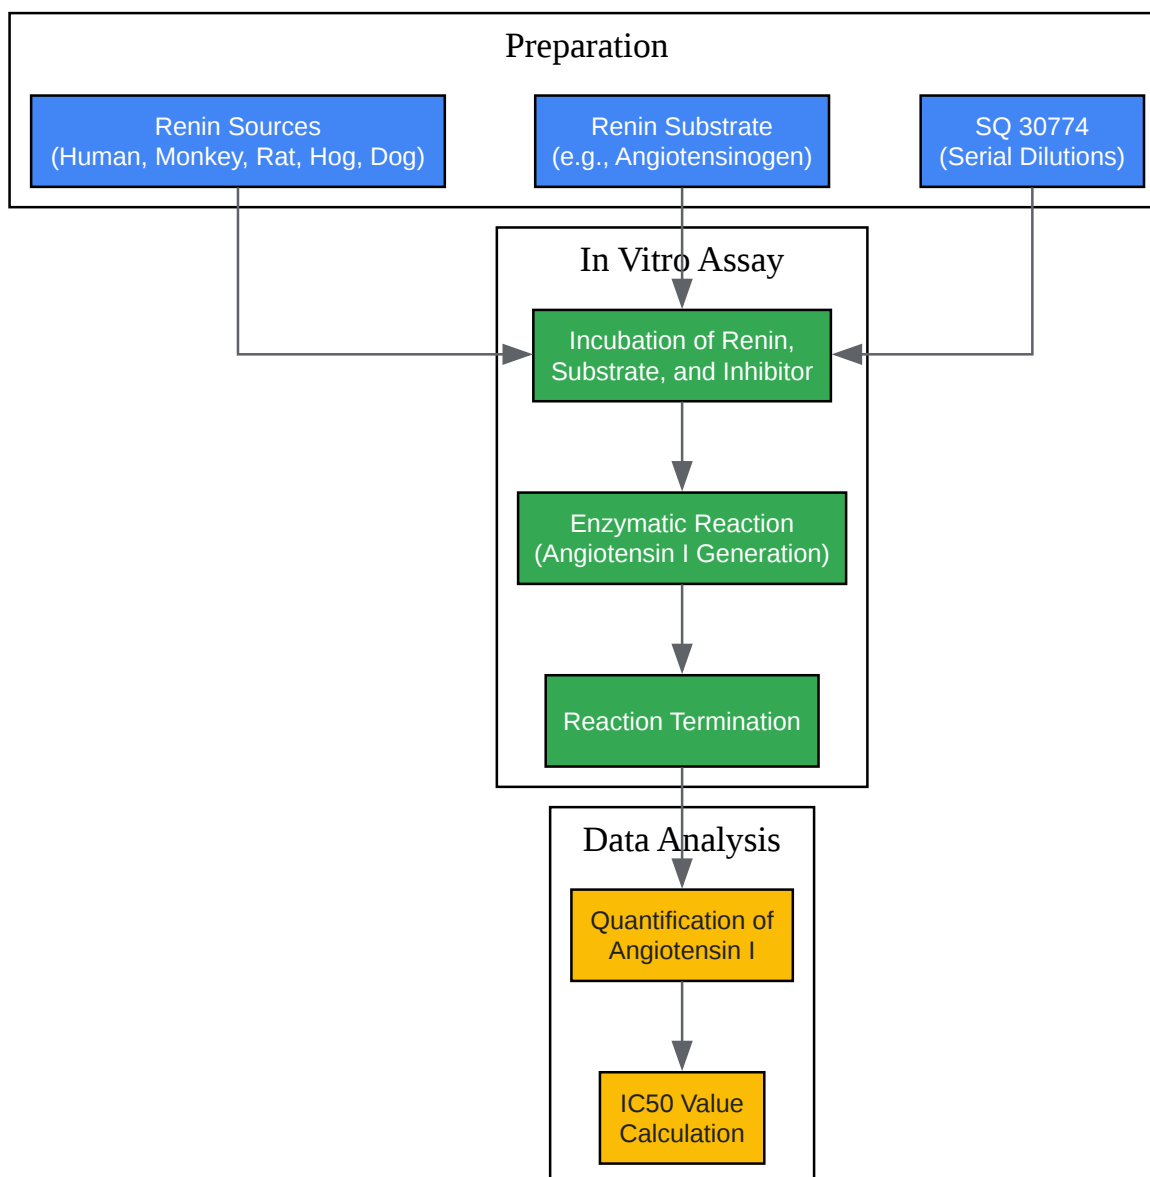 Preparation
Renin Sources
(Human, Monkey, Rat, Hog, Dog)
Renin Substrate
(e.g., Angiotensinogen)
SQ 30774
(Serial Dilutions)
In Vitro Assay
Incubation of Renin,
Substrate, and Inhibitor
Enzymatic Reaction
(Angiotensin I Generation)
Reaction Termination
Data Analysis
Quantification of
Angiotensin I
IC50 Value
Calculation